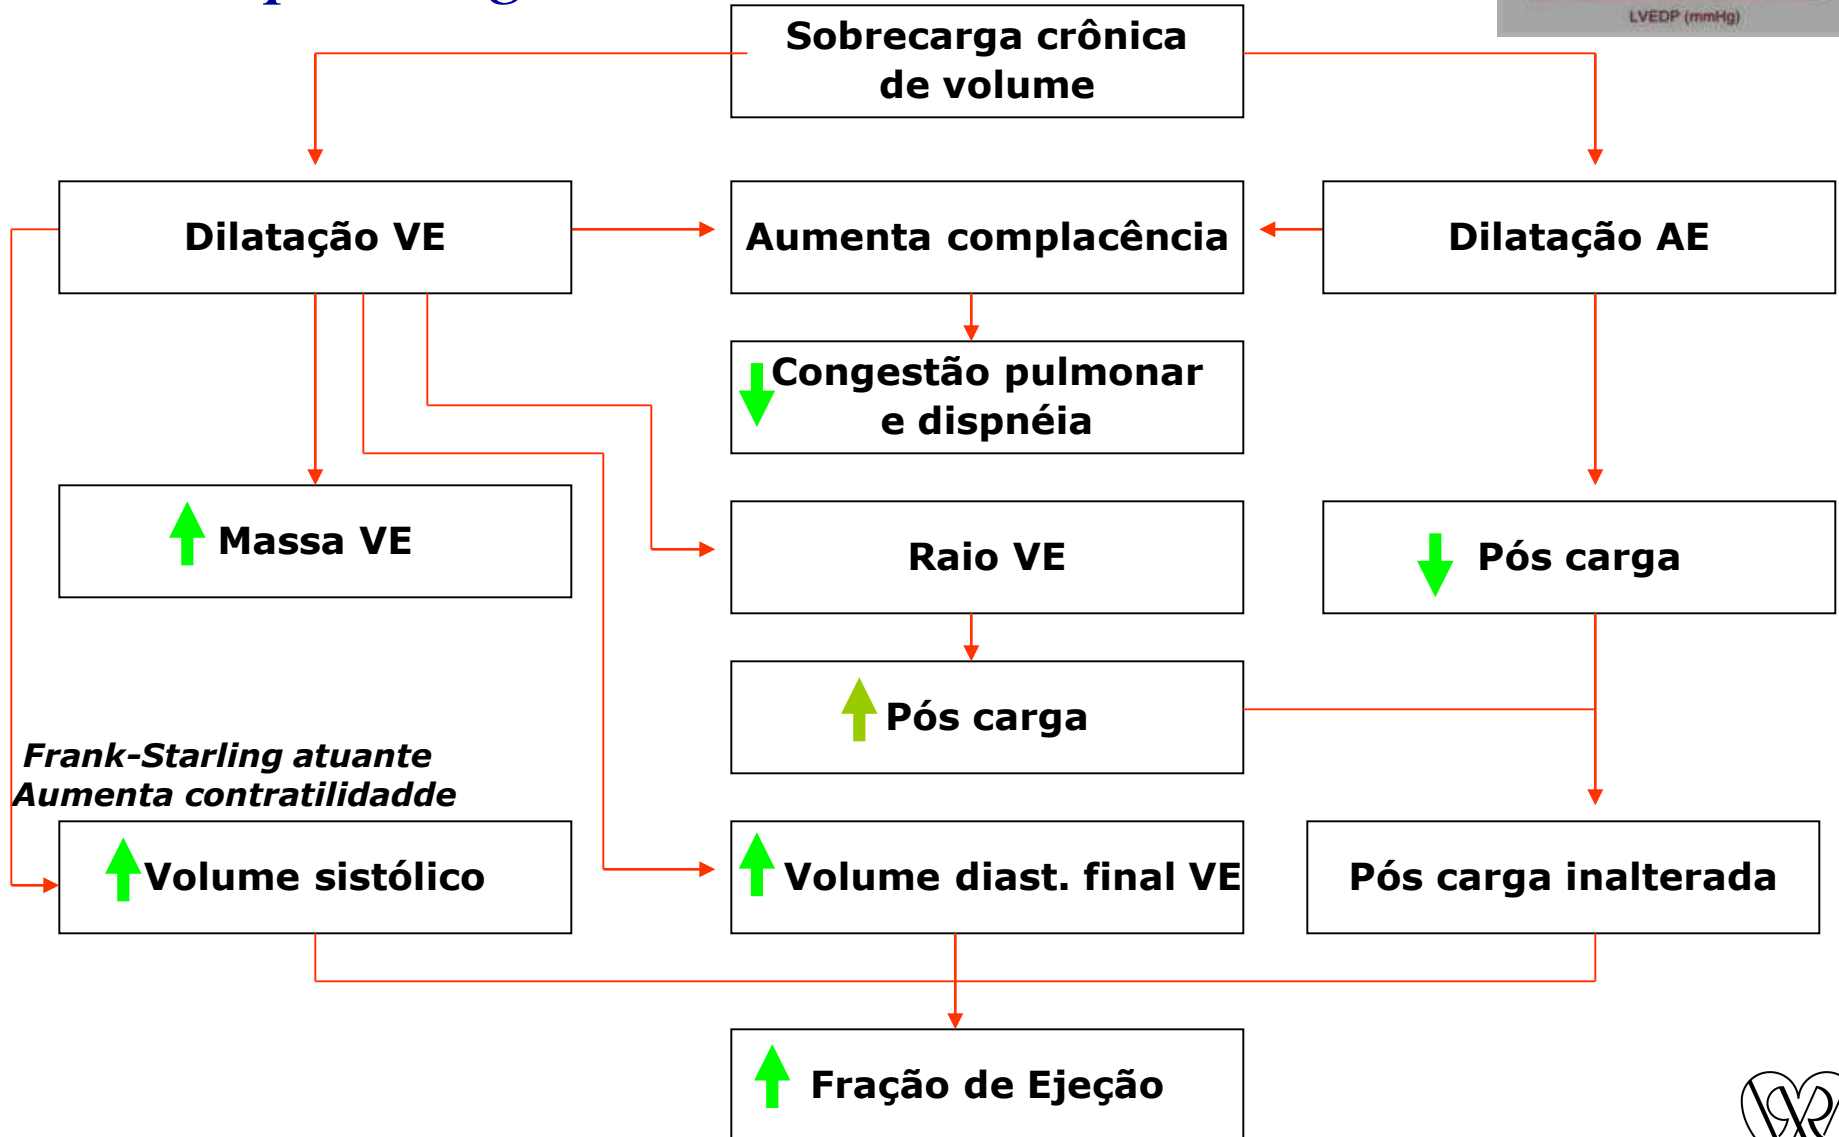 LVEDP (mmHg)
Sobrecarga crônica
de volume
Dilatação VE
Aumenta complacência
Dilatação AE
Congestão pulmonar
e dispnéia
Massa VE
Raio VE
Pós carga
Pós carga
Frank-Starling atuante
Aumenta contratilidadde
Volume sistólico
Volume diast. final VE
Pós carga inalterada
Fração de Ejeção